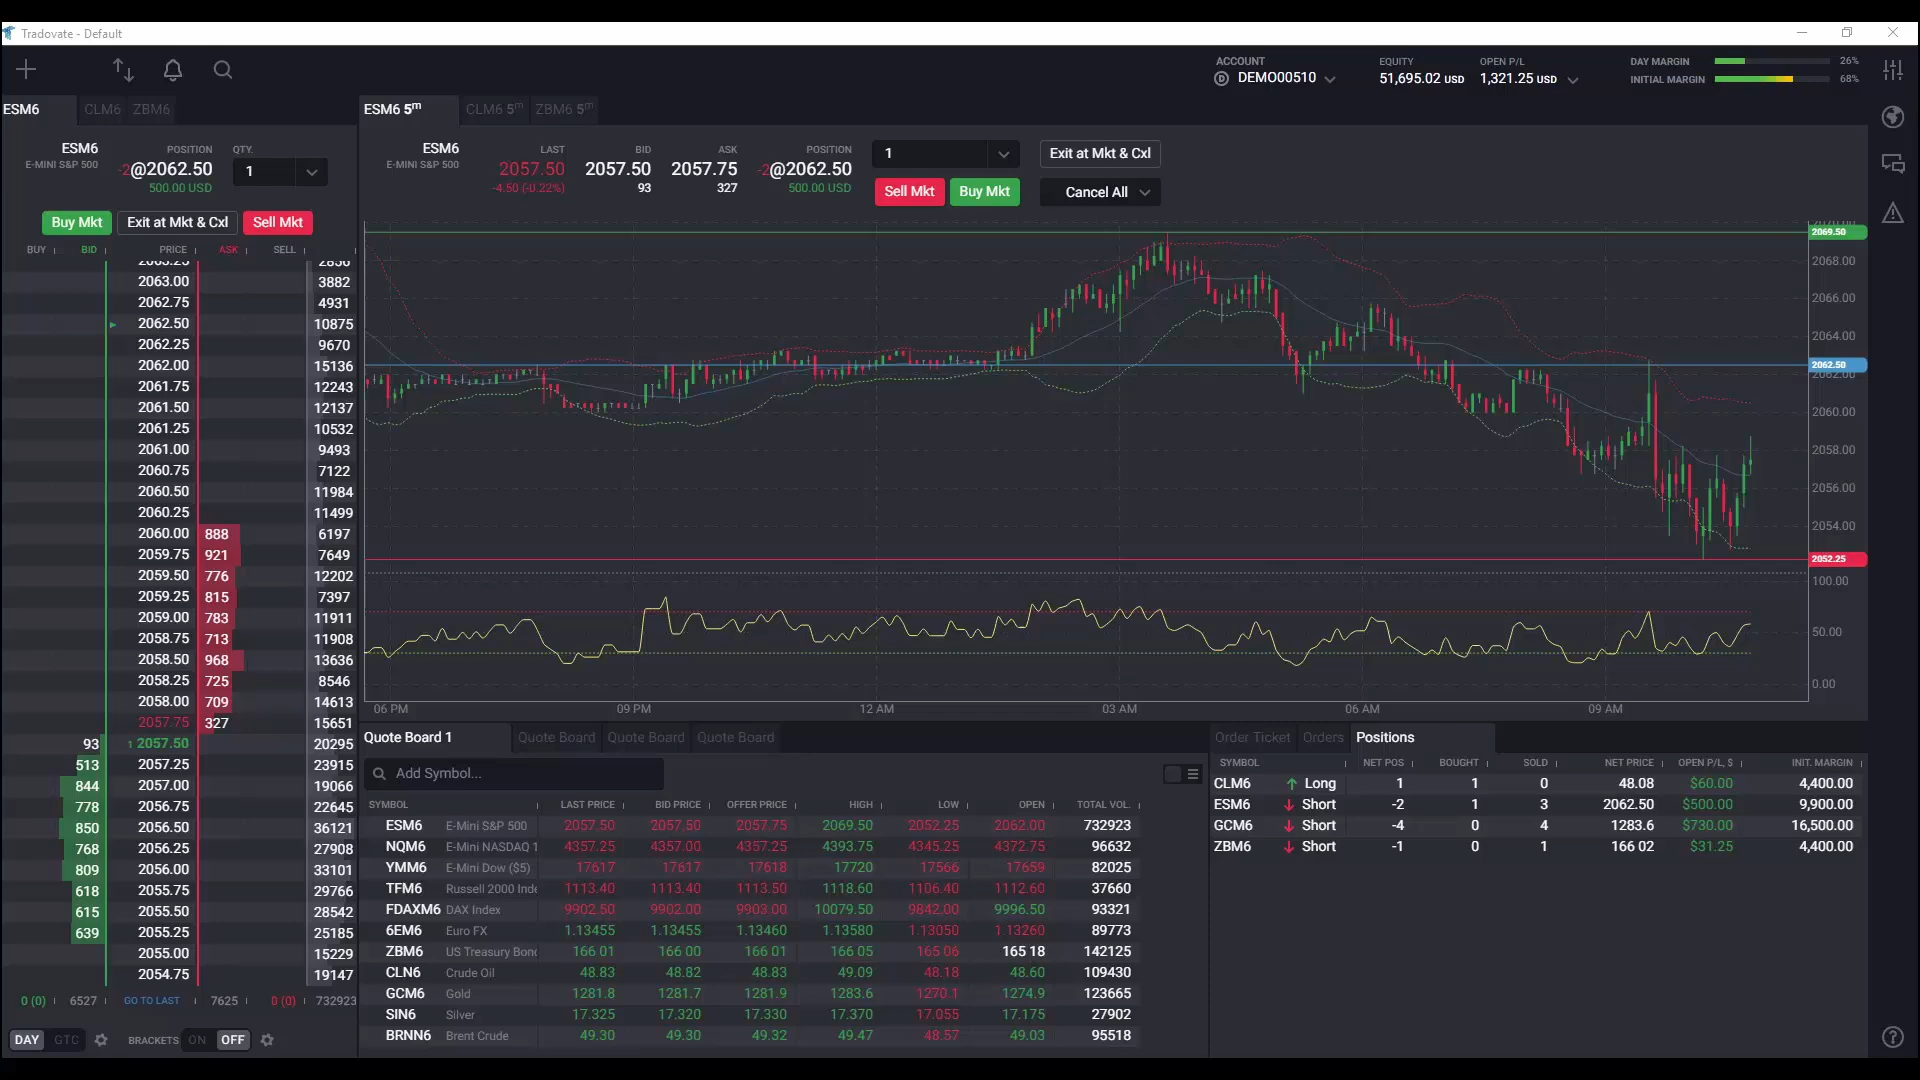 Tradovate - Default
ACCOUNT
DEMO00510
EQUITY
51,695.02 USD
OPEN P/L
1,321.25 USD
DAY MARGIN 26%
INITIAL MARGIN 68%
ESM6 CLM6 ZBM6
ESM6
E-MINI S&P 500
POSITION
-2@2062.50
500.00 USD
QTY.
1
Buy Mkt Exit at Mkt & Cxl Sell Mkt
BUY BID PRICE ASK SELL
2063.25 2856
2063.00 3882
2062.75 4931
2062.50 10875
2062.25 9670
2062.00 15136
2061.75 12243
2061.50 12137
2061.25 10532
2061.00 9493
2060.75 7122
2060.50 11984
2060.25 11499
2060.00 888 6197
2059.75 921 7649
2059.50 776 12202
2059.25 815 7397
2059.00 783 11911
2058.75 713 11908
2058.50 968 13636
2058.25 725 8546
2058.00 709 14613
2057.75 327 15651
93 1 2057.50 20295
513 2057.25 23915
844 2057.00 19066
778 2056.75 22645
850 2056.50 36121
768 2056.25 27908
809 2056.00 33101
618 2055.75 29766
615 2055.50 28542
639 2055.25 25185
2055.00 15229
2054.75 19147
0 (0) 6527 GO TO LAST 7625 0 (0) 732923
DAY GTC BRACKETS ON OFF
ESM6 5m CLM6 5m ZBM6 5m
ESM6
E-MINI S&P 500
LAST
2057.50
-4.50 (-0.22%)
BID
2057.50
93
ASK
2057.75
327
POSITION
-2@2062.50
500.00 USD
1
Exit at Mkt & Cxl
Sell Mkt Buy Mkt Cancel All
2070.00
2069.50
2068.00
2066.00
2064.00
2062.50
2062.00
2060.00
2058.00
2056.00
2054.00
2052.25
100.00
50.00
0.00
06 PM 09 PM 12 AM 03 AM 06 AM 09 AM
Quote Board 1 Quote Board Quote Board Quote Board
Add Symbol...
SYMBOL LAST PRICE BID PRICE OFFER PRICE HIGH LOW OPEN TOTAL VOL.
ESM6 E-Mini S&P 500 2057.50 2057.50 2057.75 2069.50 2052.25 2062.00 732923
NQM6 E-Mini NASDAQ 1 4357.25 4357.00 4357.25 4393.75 4345.25 4372.75 96632
YMM6 E-Mini Dow ($5) 17617 17617 17618 17720 17566 17659 82025
TFM6 Russell 2000 Inde 1113.40 1113.40 1113.50 1118.60 1106.40 1112.60 37660
FDAXM6 DAX Index 9902.50 9902.00 9903.00 10079.50 9842.00 9996.50 93321
6EM6 Euro FX 1.13455 1.13455 1.13460 1.13580 1.13050 1.13260 89773
ZBM6 US Treasury Bond 166 01 166 00 166 01 166 05 165 06 165 18 142125
CLN6 Crude Oil 48.83 48.82 48.83 49.09 48.18 48.60 109430
GCM6 Gold 1281.8 1281.7 1281.9 1283.6 1270.1 1274.9 123665
SIN6 Silver 17.325 17.320 17.330 17.370 17.055 17.175 27902
BRNN6 Brent Crude 49.30 49.30 49.32 49.47 48.57 49.03 95518
Order Ticket Orders Positions
SYMBOL NET POS BOUGHT SOLD NET PRICE OPEN P/L, $ INIT. MARGIN
CLM6 Long 1 1 0 48.08 $60.00 4,400.00
ESM6 Short -2 1 3 2062.50 $500.00 9,900.00
GCM6 Short -4 0 4 1283.6 $730.00 16,500.00
ZBM6 Short -1 0 1 166 02 $31.25 4,400.00